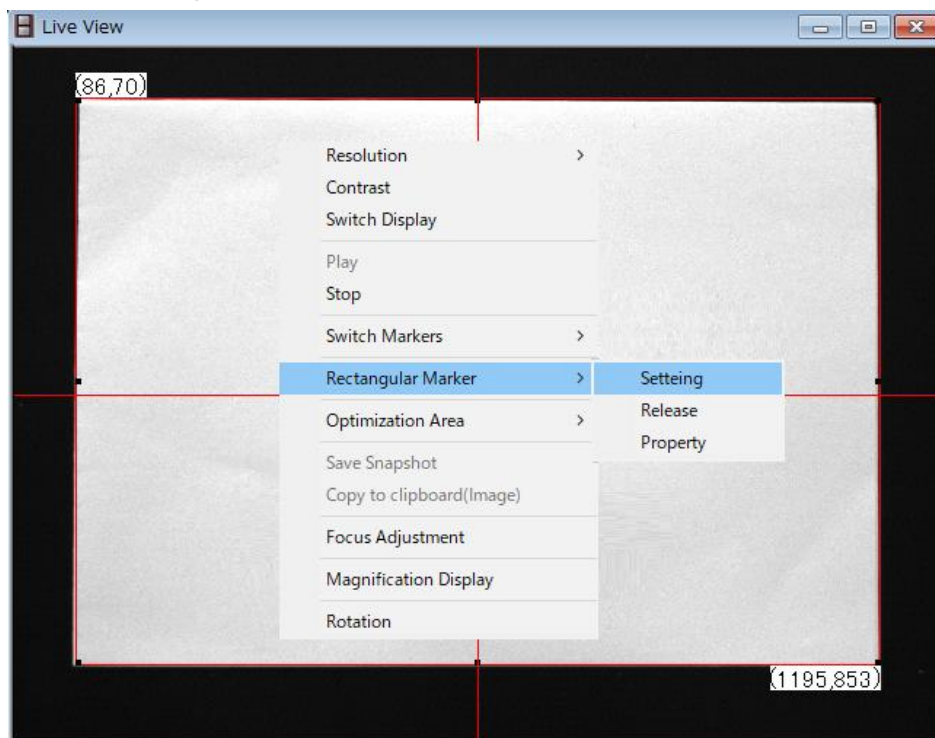 Live View
(86,70)
Resolution
Contrast
Switch Display
Play
Stop
Switch Markers
Rectangular Marker
Setteing
Release
Property
Optimization Area
Save Snapshot
Copy to clipboard(Image)
Focus Adjustment
Magnification Display
Rotation
(1195,853)